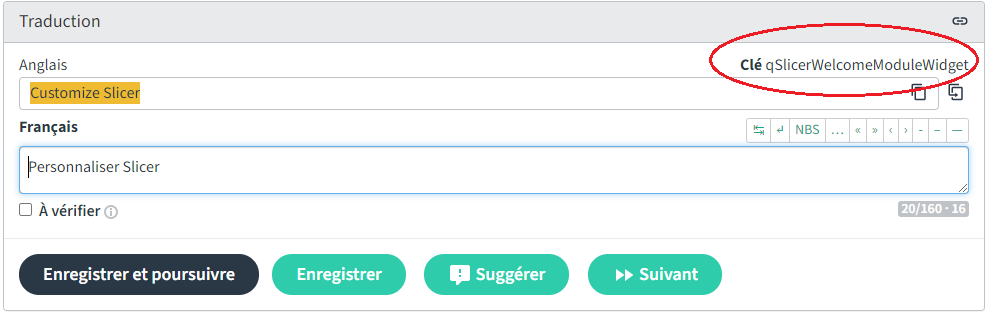 Traduction
Anglais
Clé qSlicerWelcomeModuleWidget
Customize Slicer
Français
NBS … « » ‹ › - – —
Personnaliser Slicer
À vérifier
20/160 · 16
Enregistrer et poursuivre
Enregistrer
Suggérer
Suivant